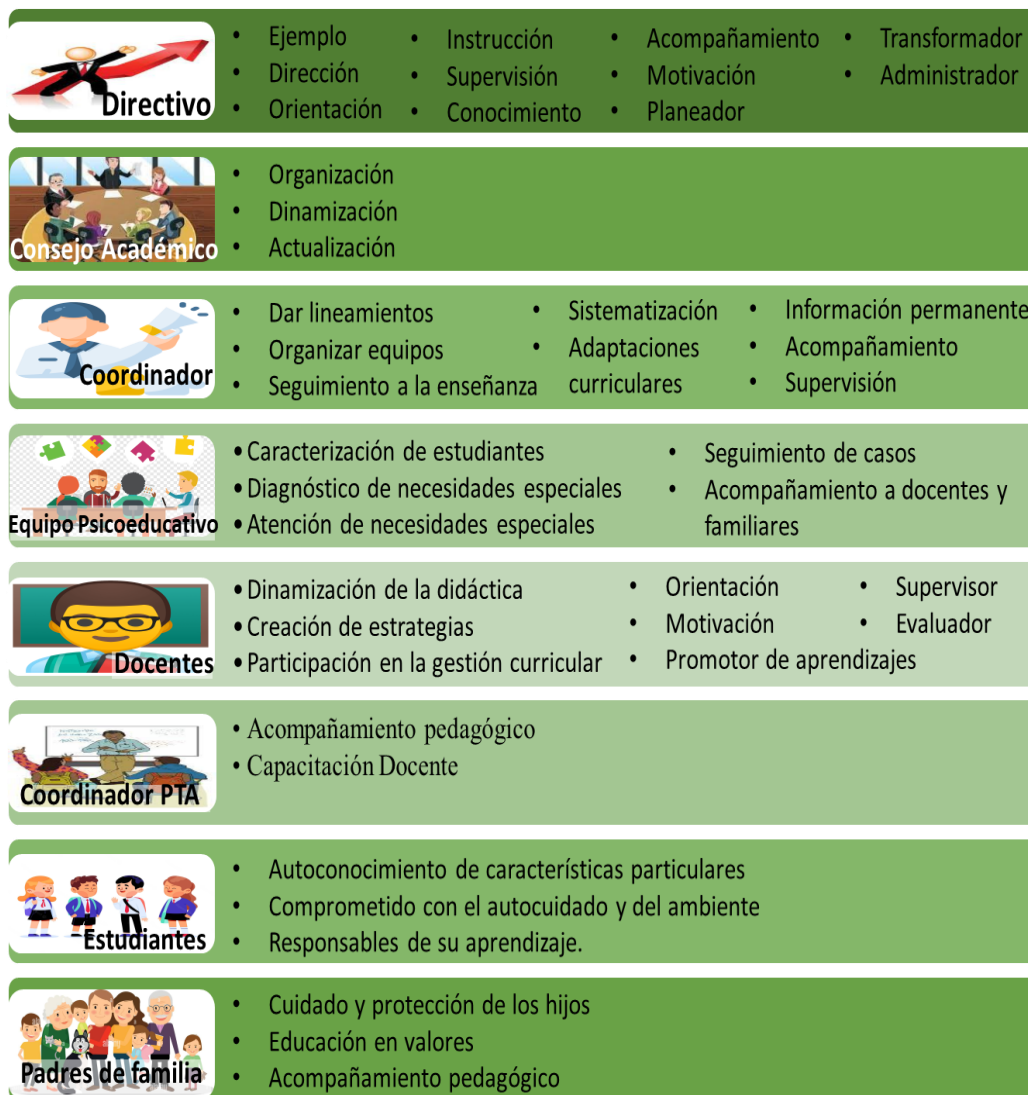 Directivo
Ejemplo
Dirección
Orientación
Instrucción
Supervisión
Conocimiento
Acompañamiento
Motivación
Planeador
Transformador
Administrador
Consejo Académico
Organización
Dinamización
Actualización
Coordinador
Dar lineamientos
Organizar equipos
Seguimiento a la enseñanza
Sistematización
Adaptaciones
curriculares
Información permanente
Acompañamiento
Supervisión
Equipo Psicoeducativo
Caracterización de estudiantes
Diagnóstico de necesidades especiales
Atención de necesidades especiales
Seguimiento de casos
Acompañamiento a docentes y
familiares
Docentes
Dinamización de la didáctica
Creación de estrategias
Participación en la gestión curricular
Orientación
Motivación
Promotor de aprendizajes
Supervisor
Evaluador
Coordinador PTA
Acompañamiento pedagógico
Capacitación Docente
Estudiantes
Autoconocimiento de características particulares
Comprometido con el autocuidado y del ambiente
Responsables de su aprendizaje.
Padres de familia
Cuidado y protección de los hijos
Educación en valores
Acompañamiento pedagógico